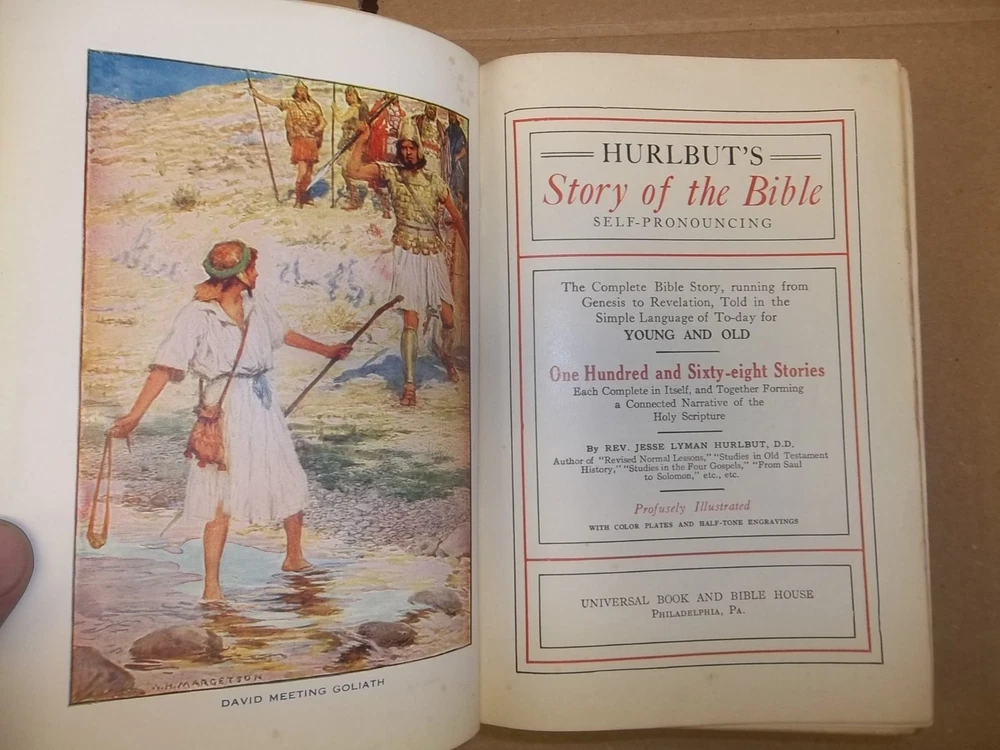 W.H. MARGETSON
DAVID MEETING GOLIATH
HURLBUT'S
Story of the Bible
SELF-PRONOUNCING
The Complete Bible Story, running from
Genesis to Revelation, Told in the
Simple Language of To-day for
YOUNG AND OLD
One Hundred and Sixty-eight Stories
Each Complete in Itself, and Together Forming
a Connected Narrative of the
Holy Scripture
By REV. JESSE LYMAN HURLBUT, D.D.
Author of "Revised Normal Lessons," "Studies in Old Testament
History," "Studies in the Four Gospels," "From Saul
to Solomon," etc., etc.
Profusely Illustrated
WITH COLOR PLATES AND HALF-TONE ENGRAVINGS
UNIVERSAL BOOK AND BIBLE HOUSE
PHILADELPHIA, PA.